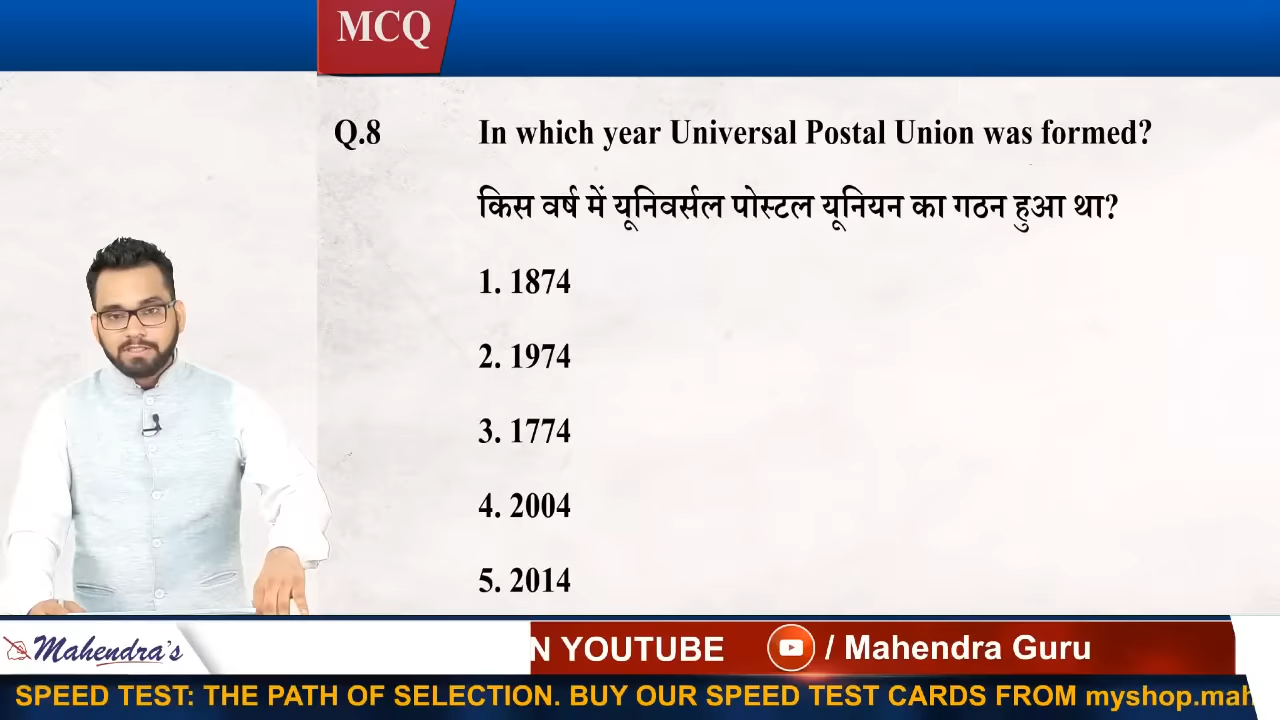 MCQ
Q.8 In which year Universal Postal Union was formed?
किस वर्ष में यूनिवर्सल पोस्टल यूनियन का गठन हुआ था?
1. 1874
2. 1974
3. 1774
4. 2004
5. 2014
Mahendra's
N YOUTUBE / Mahendra Guru
SPEED TEST: THE PATH OF SELECTION. BUY OUR SPEED TEST CARDS FROM myshop.mah